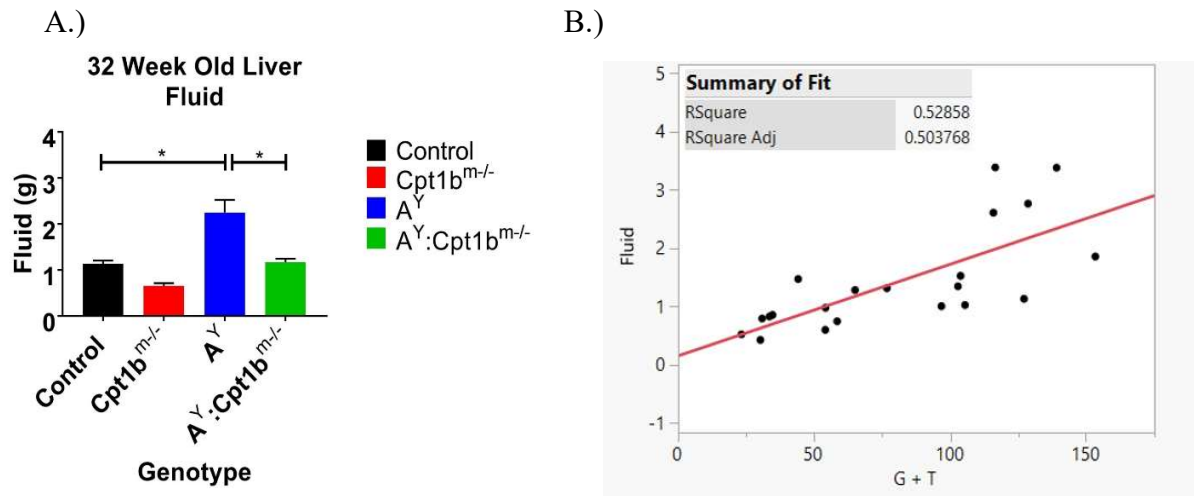 A.)
32 Week Old Liver
Fluid
4
3
2
1
0
Fluid (g)
*
*
Control
Cpt1b^m-/-
A^Y
A^Y:Cpt1b^m-/-
Control
Cpt1b^m-/-
A^Y
A^Y:Cpt1b^m-/-
Genotype
B.)
Summary of Fit
RSquare 0.52858
RSquare Adj 0.503768
5
4
3
2
1
0
-1
Fluid
0 50 100 150
G + T